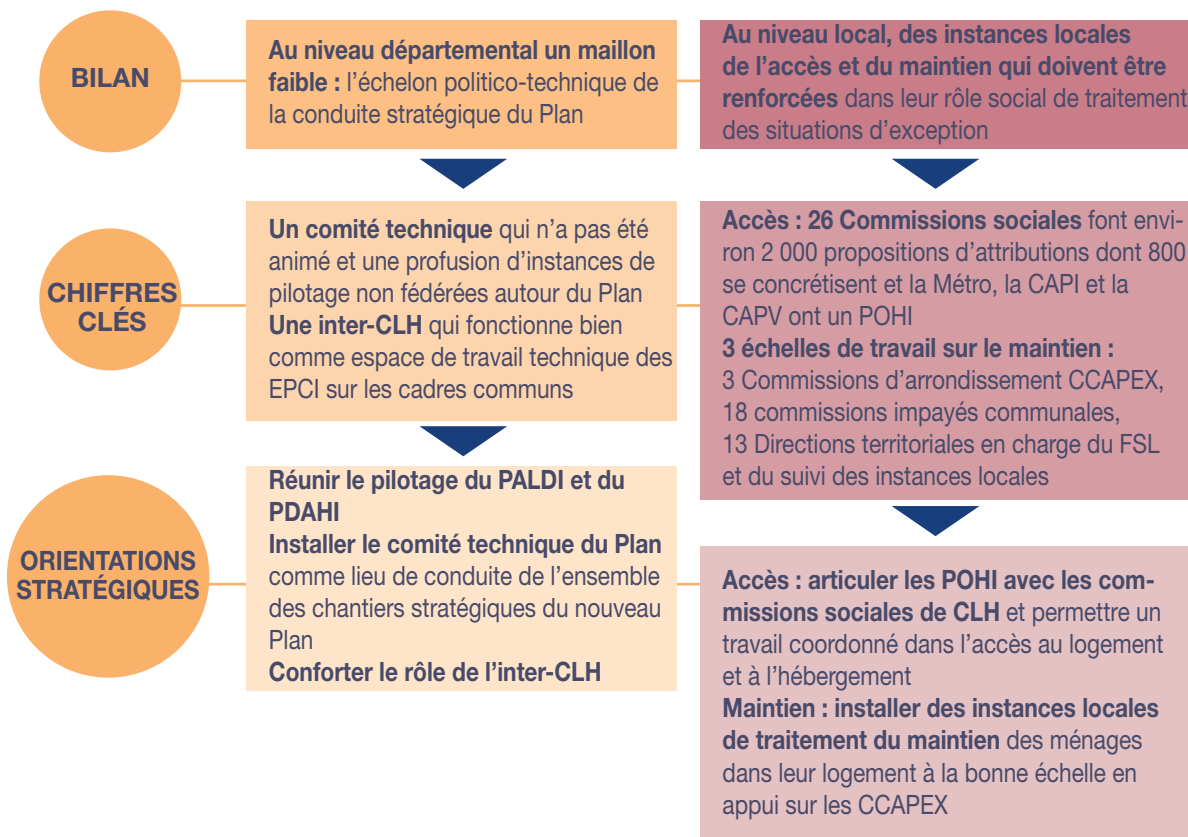 BILAN
Au niveau départemental un maillon
faible : l’échelon politico-technique de
la conduite stratégique du Plan
Au niveau local, des instances locales
de l’accès et du maintien qui doivent être
renforcées dans leur rôle social de traitement
des situations d’exception
CHIFFRES
CLÉS
Un comité technique qui n’a pas été
animé et une profusion d’instances de
pilotage non fédérées autour du Plan
Une inter-CLH qui fonctionne bien
comme espace de travail technique des
EPCI sur les cadres communs
Accès : 26 Commissions sociales font envi-
ron 2 000 propositions d’attributions dont 800
se concrétisent et la Métro, la CAPI et la
CAPV ont un POHI
3 échelles de travail sur le maintien :
3 Commissions d’arrondissement CCAPEX,
18 commissions impayés communales,
13 Directions territoriales en charge du FSL
et du suivi des instances locales
ORIENTATIONS
STRATÉGIQUES
Réunir le pilotage du PALDI et du
PDAHI
Installer le comité technique du Plan
comme lieu de conduite de l’ensemble
des chantiers stratégiques du nouveau
Plan
Conforter le rôle de l’inter-CLH
Accès : articuler les POHI avec les com-
missions sociales de CLH et permettre un
travail coordonné dans l’accès au logement
et à l’hébergement
Maintien : installer des instances locales
de traitement du maintien des ménages
dans leur logement à la bonne échelle en
appui sur les CCAPEX